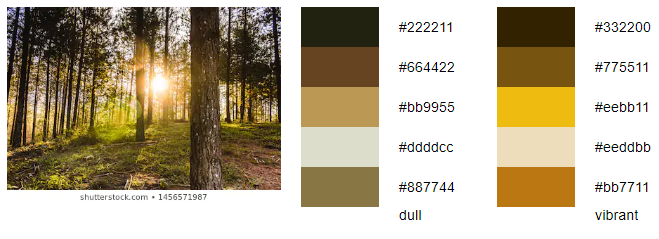 #222211
#664422
#bb9955
#ddddcc
#887744
dull
#332200
#775511
#eebb11
#eeddbb
#bb7711
vibrant
shutterstock.com • 1456571987